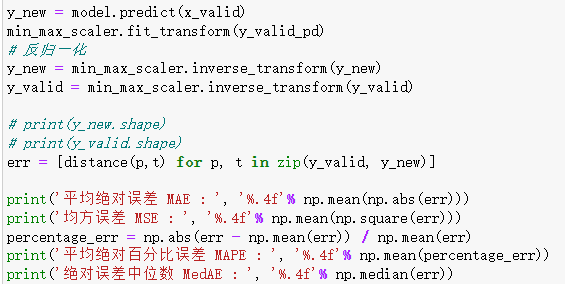 y_new = model.predict(x_valid)
min_max_scaler.fit_transform(y_valid_pd)
# 反归一化
y_new = min_max_scaler.inverse_transform(y_new)
y_valid = min_max_scaler.inverse_transform(y_valid)
# print(y_new.shape)
# print(y_valid.shape)
err = [distance(p,t) for p, t in zip(y_valid, y_new)]
print('平均绝对误差 MAE : ', '%.4f'% np.mean(np.abs(err)))
print('均方误差 MSE : ', '%.4f'% np.mean(np.square(err)))
percentage_err = np.abs(err - np.mean(err)) / np.mean(err)
print('平均绝对百分比误差 MAPE : ', '%.4f'% np.mean(percentage_err))
print('绝对误差中位数 MedAE : ', '%.4f'% np.median(err))